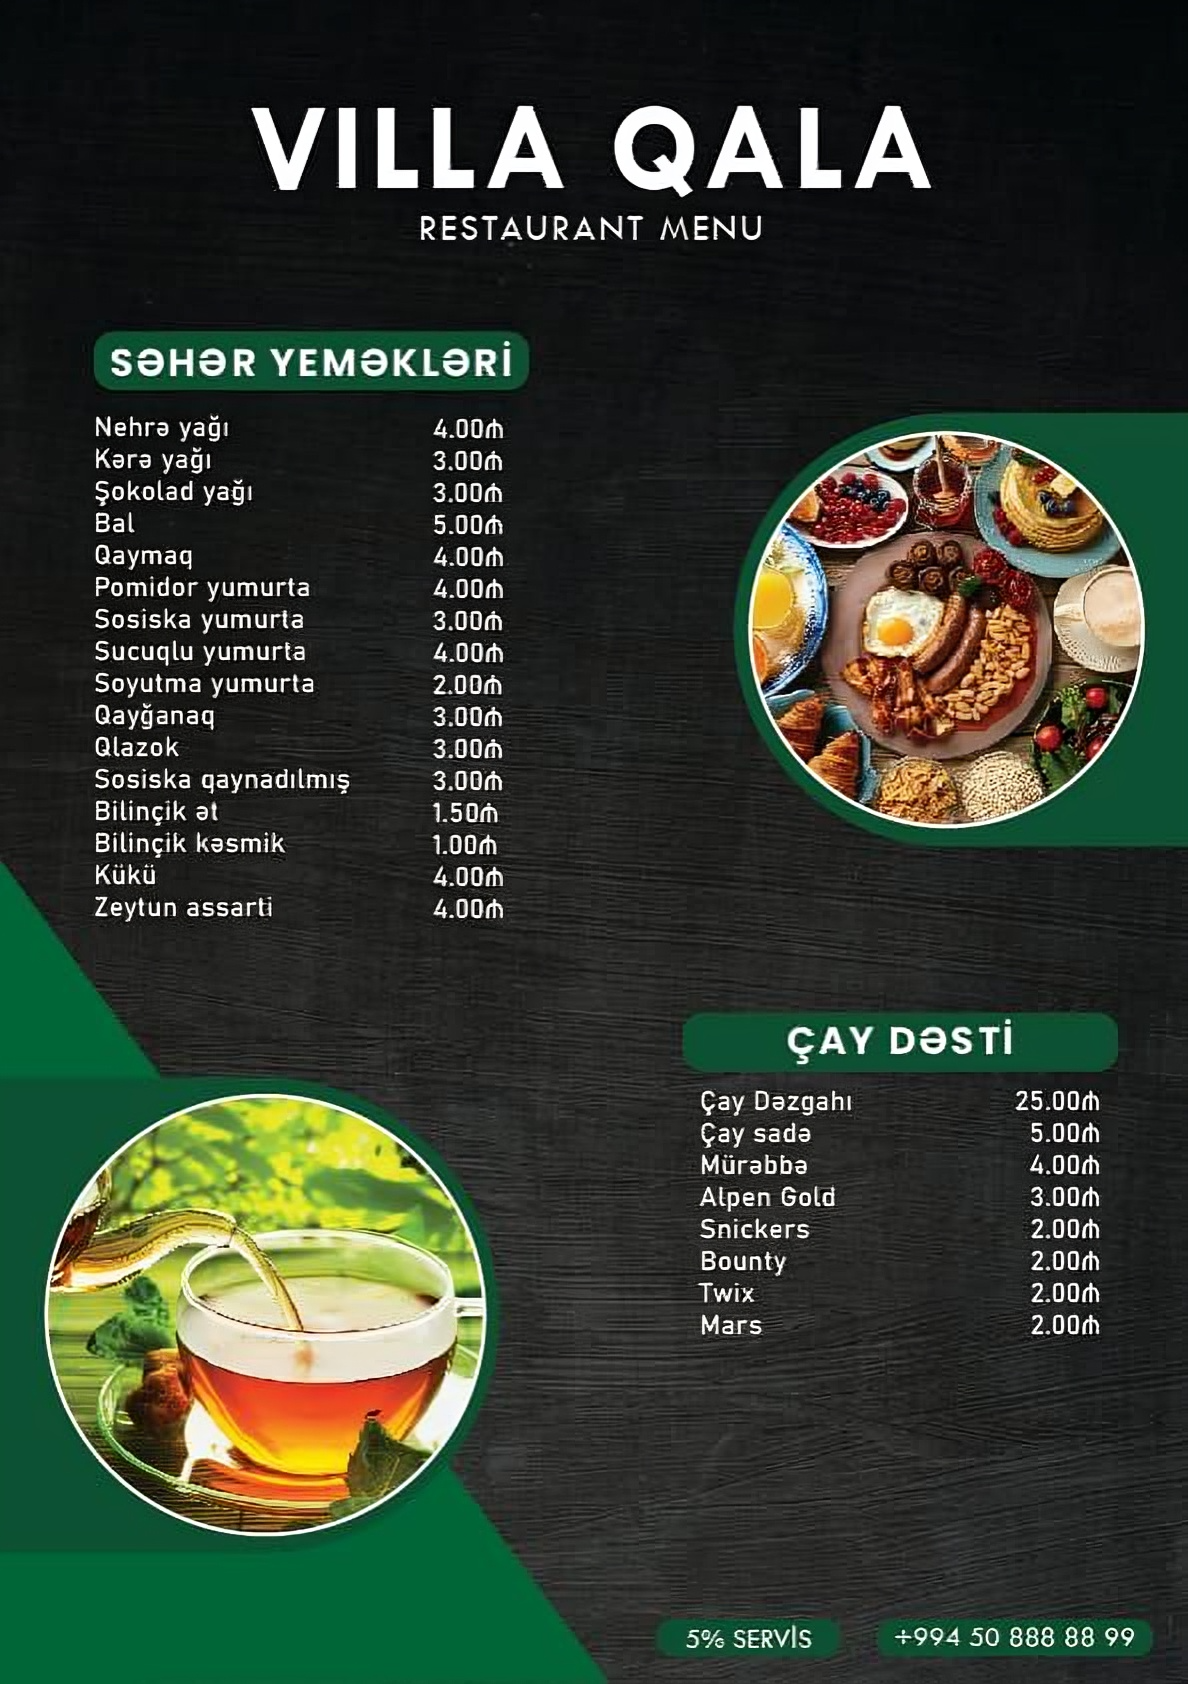 VILLA QALA
RESTAURANT MENU
SƏHƏR YEMƏKLƏRİ
Nehrə yağı 4.00₼
Kərə yağı 3.00₼
Şokolad yağı 3.00₼
Bal 5.00₼
Qaymaq 4.00₼
Pomidor yumurta 4.00₼
Sosiska yumurta 3.00₼
Sucuqlu yumurta 4.00₼
Soyutma yumurta 2.00₼
Qayğanaq 3.00₼
Qlazok 3.00₼
Sosiska qaynadılmış 3.00₼
Bilinçik ət 1.50₼
Bilinçik kəsmik 1.00₼
Kükü 4.00₼
Zeytun assarti 4.00₼
ÇAY DƏSTİ
Çay Dəzgahı 25.00₼
Çay sadə 5.00₼
Mürəbbə 4.00₼
Alpen Gold 3.00₼
Snickers 2.00₼
Bounty 2.00₼
Twix 2.00₼
Mars 2.00₼
5% SERVİS +994 50 888 88 99